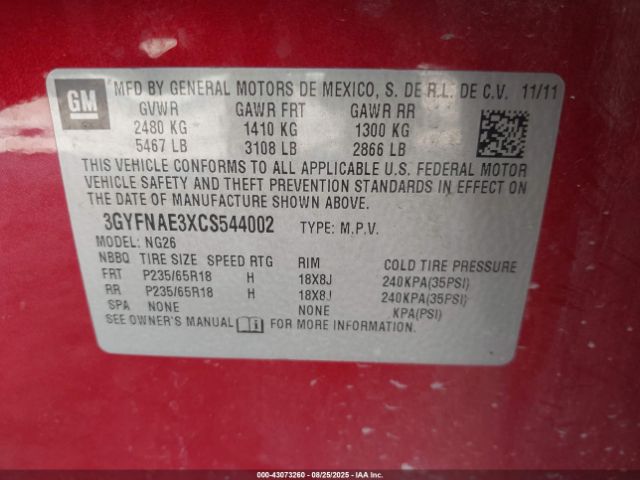 GM
MFD BY GENERAL MOTORS DE MEXICO, S. DE R.L. DE C.V. 11/11
GVWR GAWR FRT GAWR RR
2480 KG 1410 KG 1300 KG
5467 LB 3108 LB 2866 LB
THIS VEHICLE CONFORMS TO ALL APPLICABLE U.S. FEDERAL MOTOR
VEHICLE SAFETY AND THEFT PREVENTION STANDARDS IN EFFECT ON
THE DATE OF MANUFACTURE SHOWN ABOVE.
3GYFNAE3XCS544002 TYPE: M.P.V.
MODEL: NG26
NBBQ TIRE SIZE SPEED RTG RIM COLD TIRE PRESSURE
FRT P235/65R18 H 18X8J 240KPA(35PSI)
RR P235/65R18 H 18X8J 240KPA(35PSI)
SPA NONE NONE KPA(PSI)
SEE OWNER'S MANUAL FOR MORE INFORMATION.
000-43073260 - 08/25/2025 - IAA Inc.